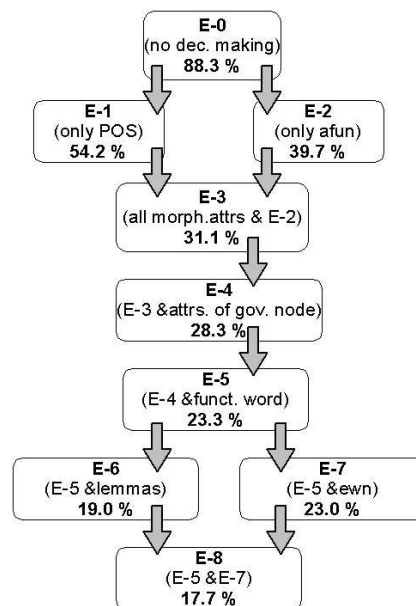 E-0
(no dec. making)
88.3 %
E-1
(only POS)
54.2 %
E-2
(only afun)
39.7 %
E-3
(all morph.attrs & E-2)
31.1 %
E-4
(E-3 &attrs. of gov. node)
28.3 %
E-5
(E-4 &funct. word)
23.3 %
E-6
(E-5 &lemmas)
19.0 %
E-7
(E-5 &ewn)
23.0 %
E-8
(E-5 &E-7)
17.7 %